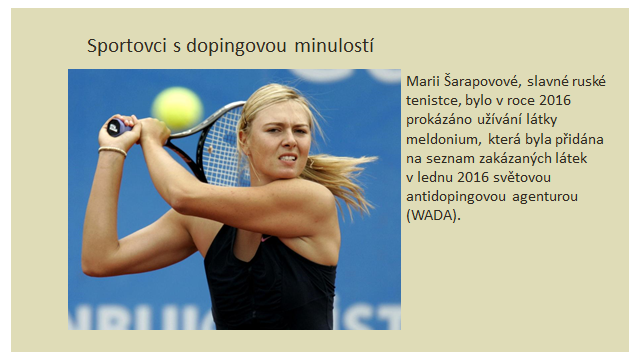 Sportovci s dopingovou minulostí
Marii Šarapovové, slavné ruské
tenistce, bylo v roce 2016
prokázáno užívání látky
meldonium, která byla přidána
na seznam zakázaných látek
v lednu 2016 světovou
antidopingovou agenturou
(WADA).